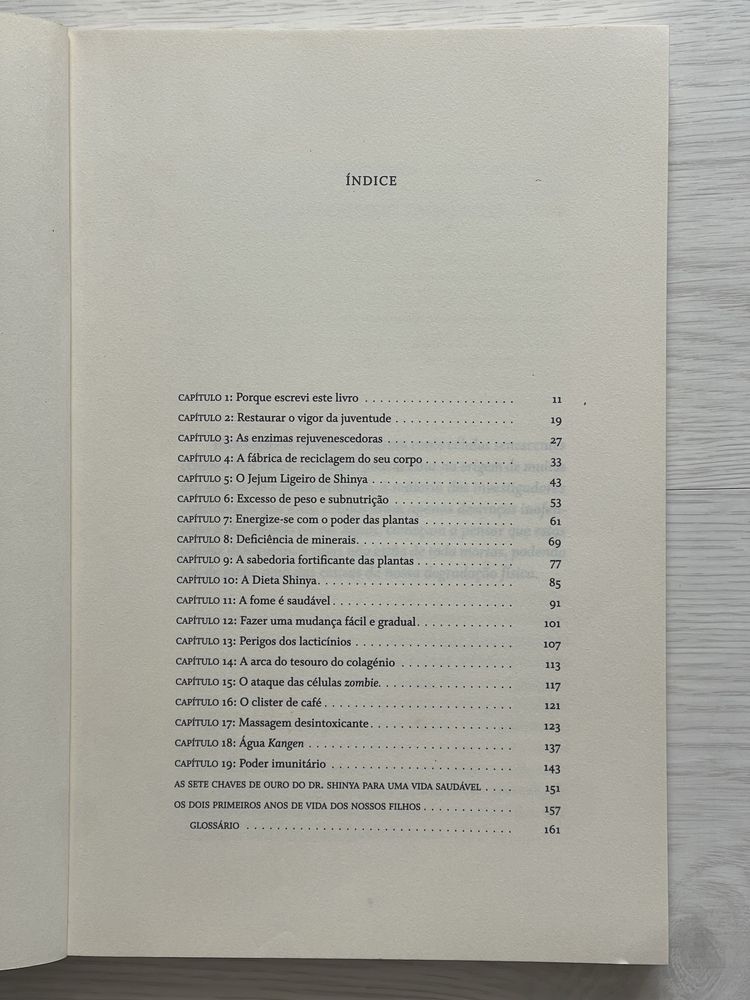 ÍNDICE
CAPÍTULO 1: Porque escrevi este livro . . . . . . . . . . . . . . . . . . . . . 11
CAPÍTULO 2: Restaurar o vigor da juventude . . . . . . . . . . . . . . . . . 19
CAPÍTULO 3: As enzimas rejuvenescedoras . . . . . . . . . . . . . . . . . . 27
CAPÍTULO 4: A fábrica de reciclagem do seu corpo . . . . . . . . . . . . . 33
CAPÍTULO 5: O Jejum Ligeiro de Shinya . . . . . . . . . . . . . . . . . . . . 43
CAPÍTULO 6: Excesso de peso e subnutrição . . . . . . . . . . . . . . . . . 53
CAPÍTULO 7: Energize-se com o poder das plantas . . . . . . . . . . . . . 61
CAPÍTULO 8: Deficiência de minerais. . . . . . . . . . . . . . . . . . . . . . 69
CAPÍTULO 9: A sabedoria fortificante das plantas . . . . . . . . . . . . . . 77
CAPÍTULO 10: A Dieta Shinya. . . . . . . . . . . . . . . . . . . . . . . . . . . 85
CAPÍTULO 11: A fome é saudável . . . . . . . . . . . . . . . . . . . . . . . . . 91
CAPÍTULO 12: Fazer uma mudança fácil e gradual. . . . . . . . . . . . . . 101
CAPÍTULO 13: Perigos dos lacticínios . . . . . . . . . . . . . . . . . . . . . . 107
CAPÍTULO 14: A arca do tesouro do colagénio . . . . . . . . . . . . . . . . 113
CAPÍTULO 15: O ataque das células zombie. . . . . . . . . . . . . . . . . . . 117
CAPÍTULO 16: O clister de café . . . . . . . . . . . . . . . . . . . . . . . . . . 121
CAPÍTULO 17: Massagem desintoxicante . . . . . . . . . . . . . . . . . . . . 123
CAPÍTULO 18: Água Kangen . . . . . . . . . . . . . . . . . . . . . . . . . . . . 137
CAPÍTULO 19: Poder imunitário . . . . . . . . . . . . . . . . . . . . . . . . . . 143
AS SETE CHAVES DE OURO DO DR. SHINYA PARA UMA VIDA SAUDÁVEL . . . . 151
OS DOIS PRIMEIROS ANOS DE VIDA DOS NOSSOS FILHOS . . . . . . . . . . . . 157
GLOSSÁRIO . . . . . . . . . . . . . . . . . . . . . . . . . . . . . . . . . . . . . 161